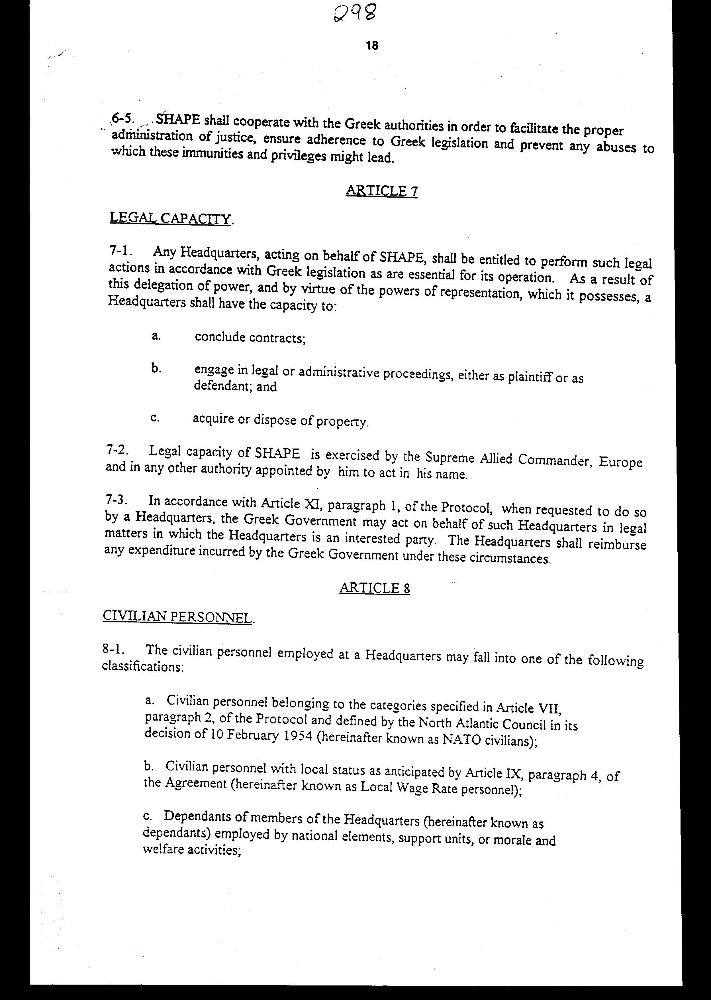 298
18
6-5. SHAPE shall cooperate with the Greek authorities in order to facilitate the proper
administration of justice, ensure adherence to Greek legislation and prevent any abuses to
which these immunities and privileges might lead.
ARTICLE 7
LEGAL CAPACITY.
7-1. Any Headquarters, acting on behalf of SHAPE, shall be entitled to perform such legal
actions in accordance with Greek legislation as are essential for its operation. As a result of
this delegation of power, and by virtue of the powers of representation, which it possesses, a
Headquarters shall have the capacity to:
a. conclude contracts;
b. engage in legal or administrative proceedings, either as plaintiff or as
defendant; and
c. acquire or dispose of property.
7-2. Legal capacity of SHAPE is exercised by the Supreme Allied Commander, Europe
and in any other authority appointed by him to act in his name.
7-3. In accordance with Article XI, paragraph 1, of the Protocol, when requested to do so
by a Headquarters, the Greek Government may act on behalf of such Headquarters in legal
matters in which the Headquarters is an interested party. The Headquarters shall reimburse
any expenditure incurred by the Greek Government under these circumstances.
ARTICLE 8
CIVILIAN PERSONNEL.
8-1. The civilian personnel employed at a Headquarters may fall into one of the following
classifications:
a. Civilian personnel belonging to the categories specified in Article VII,
paragraph 2, of the Protocol and defined by the North Atlantic Council in its
decision of 10 February 1954 (hereinafter known as NATO civilians);
b. Civilian personnel with local status as anticipated by Article IX, paragraph 4, of
the Agreement (hereinafter known as Local Wage Rate personnel);
c. Dependants of members of the Headquarters (hereinafter known as
dependants) employed by national elements, support units, or morale and
welfare activities;